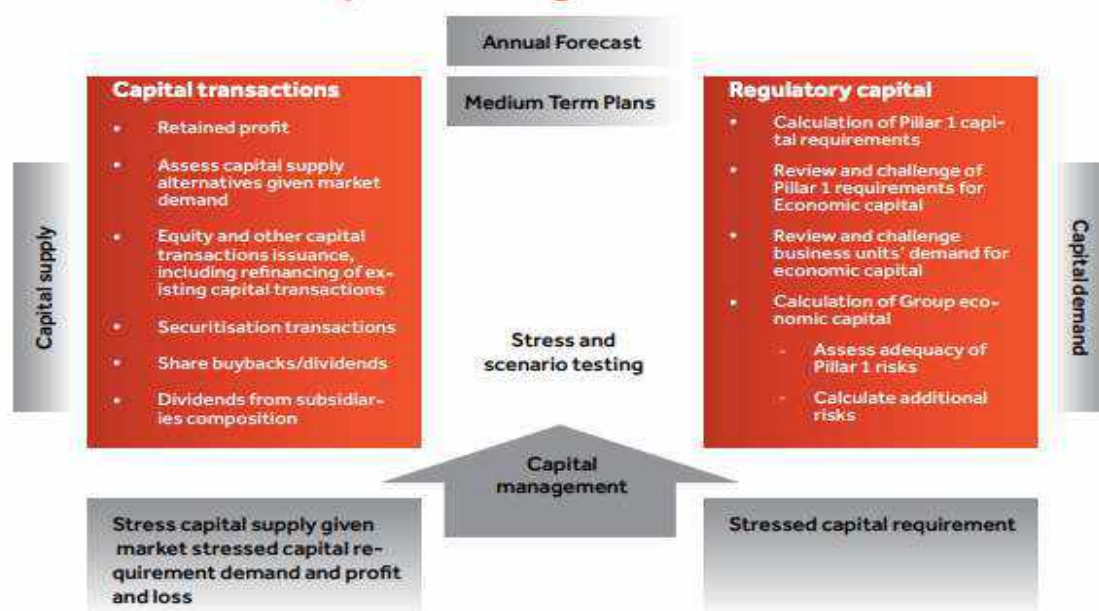 Annual Forecast
Medium Term Plans
Capital supply
Capital transactions
• Retained profit
• Assess capital supply
alternatives given market
demand
• Equity and other capital
transactions issuance,
including refinancing of ex-
isting capital transactions
• Securitisation transactions
• Share buybacks/dividends
• Dividends from subsidiar-
ies composition
Stress and
scenario testing
Regulatory capital
• Calculation of Pillar 1 capi-
tal requirements
• Review and challenge of
Pillar 1 requirements for
Economic capital
• Review and challenge
business units' demand for
economic capital
• Calculation of Group eco-
nomic capital
- Assess adequacy of
Pillar 1 risks
- Calculate additional
risks
Capital demand
Capital
management
Stress capital supply given
market stressed capital re-
quirement demand and profit
and loss
Stressed capital requirement